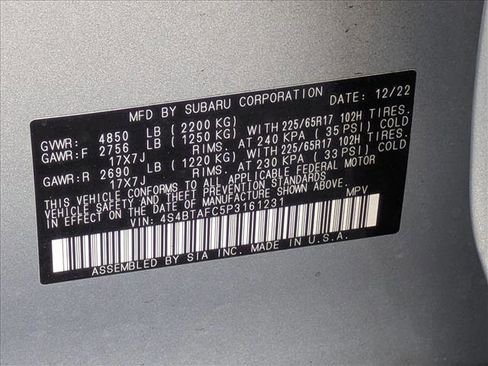 MFD BY SUBARU CORPORATION DATE: 12/22
GVWR: 4850 LB (2200 KG)
GAWR:F 2756 LB (1250 KG) WITH 225/65R17 102H TIRES.
17X7J RIMS. AT 240 KPA (35 PSI) COLD
GAWR:R 2690 LB (1220 KG) WITH 225/65R17 102H TIRES.
17X7J RIMS. AT 230 KPA (33 PSI) COLD
THIS VEHICLE CONFORMS TO ALL APPLICABLE FEDERAL MOTOR
VEHICLE SAFETY STANDARDS
IN EFFECT ON THE DATE OF MANUFACTURE SHOWN ABOVE.
VIN: 4S4BTAFC5P3161231 MPV
ASSEMBLED BY SIA INC. MADE IN U.S.A.